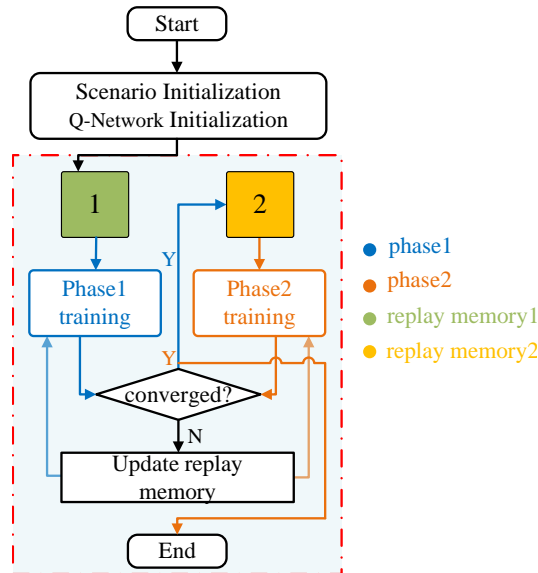 Start
Scenario Initialization
Q-Network Initialization
1
2
Y
Phase1
training
Phase2
training
Y
converged?
N
Update replay
memory
End
phase1
phase2
replay memory1
replay memory2